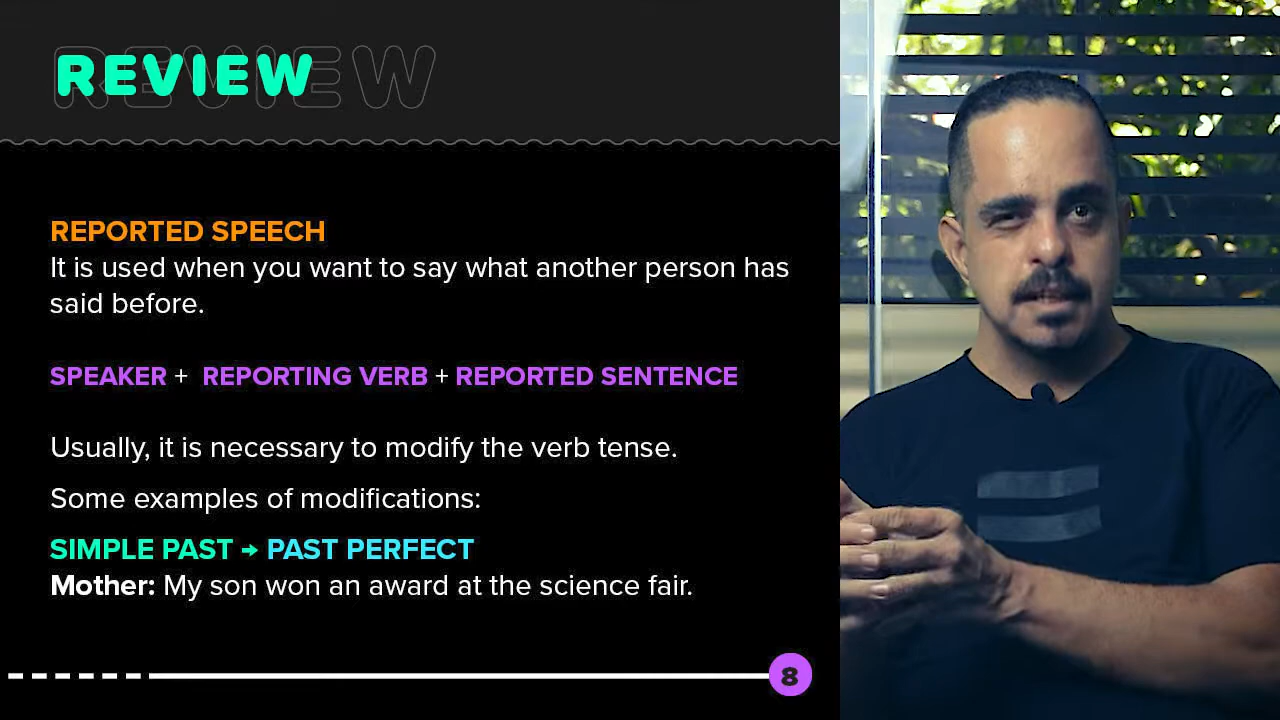 REVIEW
REPORTED SPEECH
It is used when you want to say what another person has
said before.
SPEAKER + REPORTING VERB + REPORTED SENTENCE
Usually, it is necessary to modify the verb tense.
Some examples of modifications:
SIMPLE PAST → PAST PERFECT
Mother: My son won an award at the science fair.
8